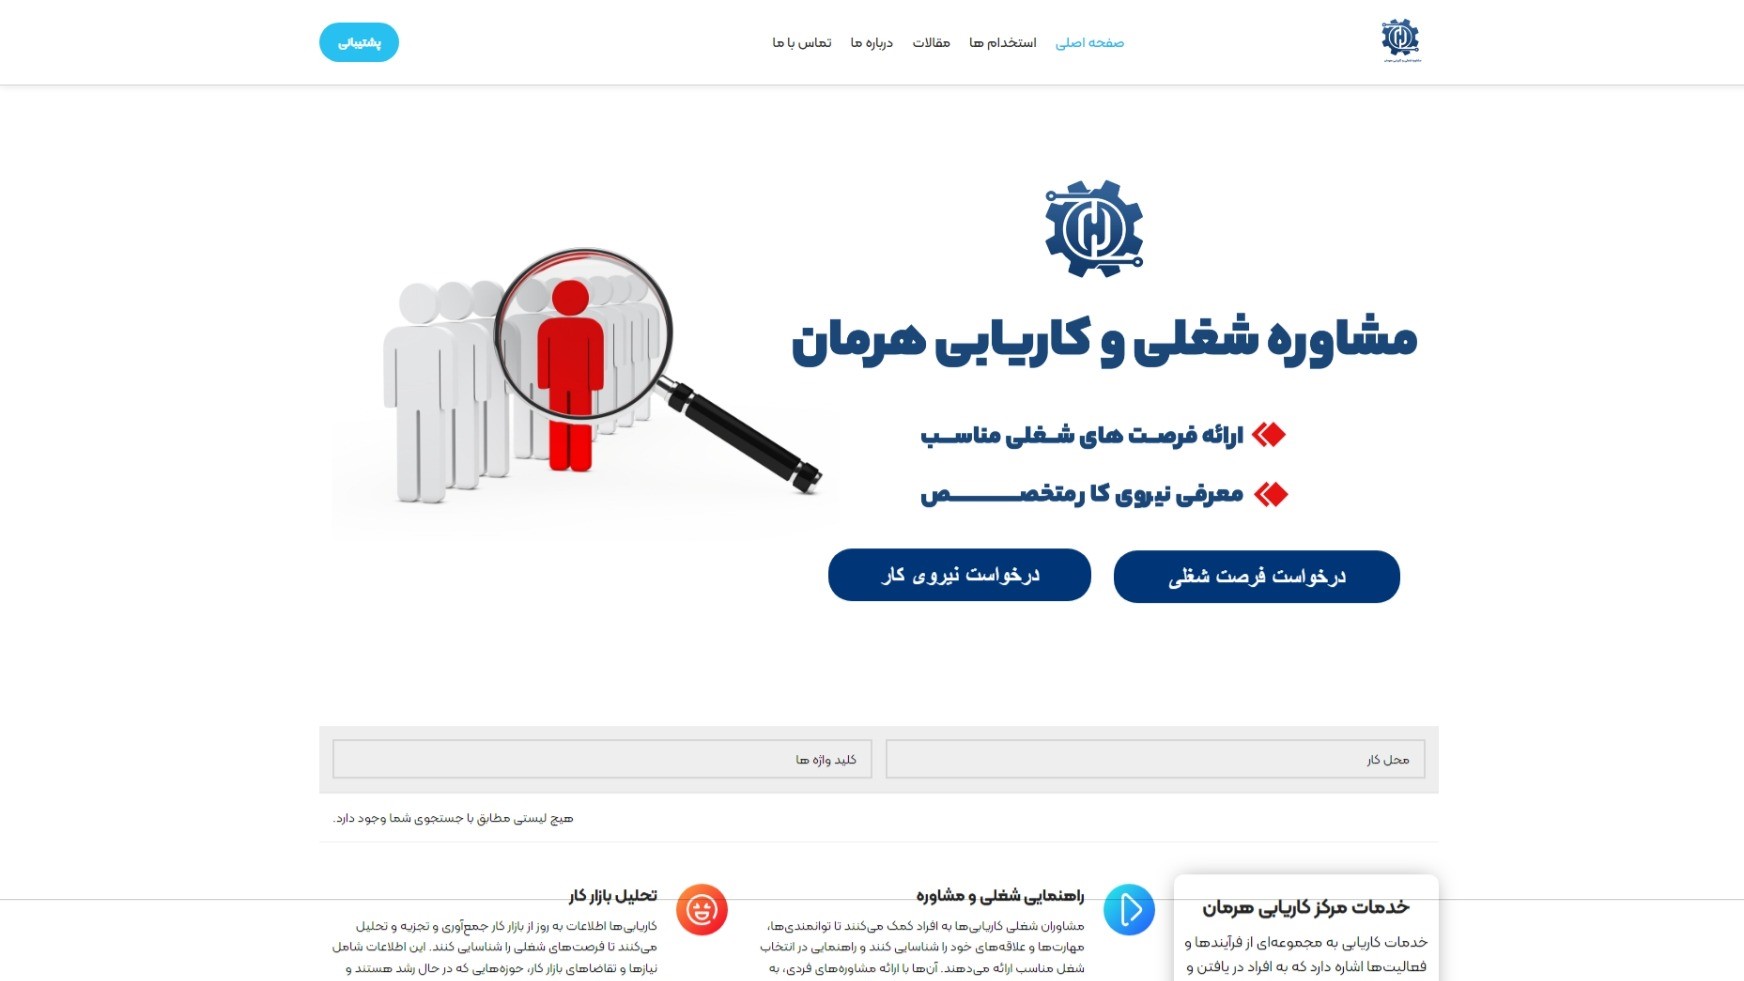 صفحه اصلی
استخدام ها
مقالات
درباره ما
تماس با ما
پشتیبانی
مشاوره شغلی و کاریابی هرمان
ارائه فرصـت های شـغلی مناسـب
معرفی نیروی کا رمتخصـــــــص
درخواست فرصت شغلی
درخواست نیروی کار
محل کار
کلید واژه ها
هیچ لیستی مطابق با جستجوی شما وجود دارد.
خدمات مرکز کاریابی هرمان
خدمات کاریابی به مجموعه‌ای از فرآیندها و
فعالیت‌ها اشاره دارد که به افراد در یافتن و
راهنمایی شغلی و مشاوره
مشاوران شغلی کاریابی‌ها به افراد کمک می‌کنند تا توانمندی‌ها،
مهارت‌ها و علاقه‌های خود را شناسایی کنند و راهنمایی در انتخاب
شغل مناسب ارائه می‌دهند. آن‌ها با ارائه مشاوره‌های فردی، به
تحلیل بازار کار
کاریابی‌ها اطلاعات به روز از بازار کار جمع‌آوری و تجزیه و تحلیل
می‌کنند تا فرصت‌های شغلی را شناسایی کنند. این اطلاعات شامل
نیازها و تقاضاهای بازار کار، حوزه‌هایی که در حال رشد هستند و